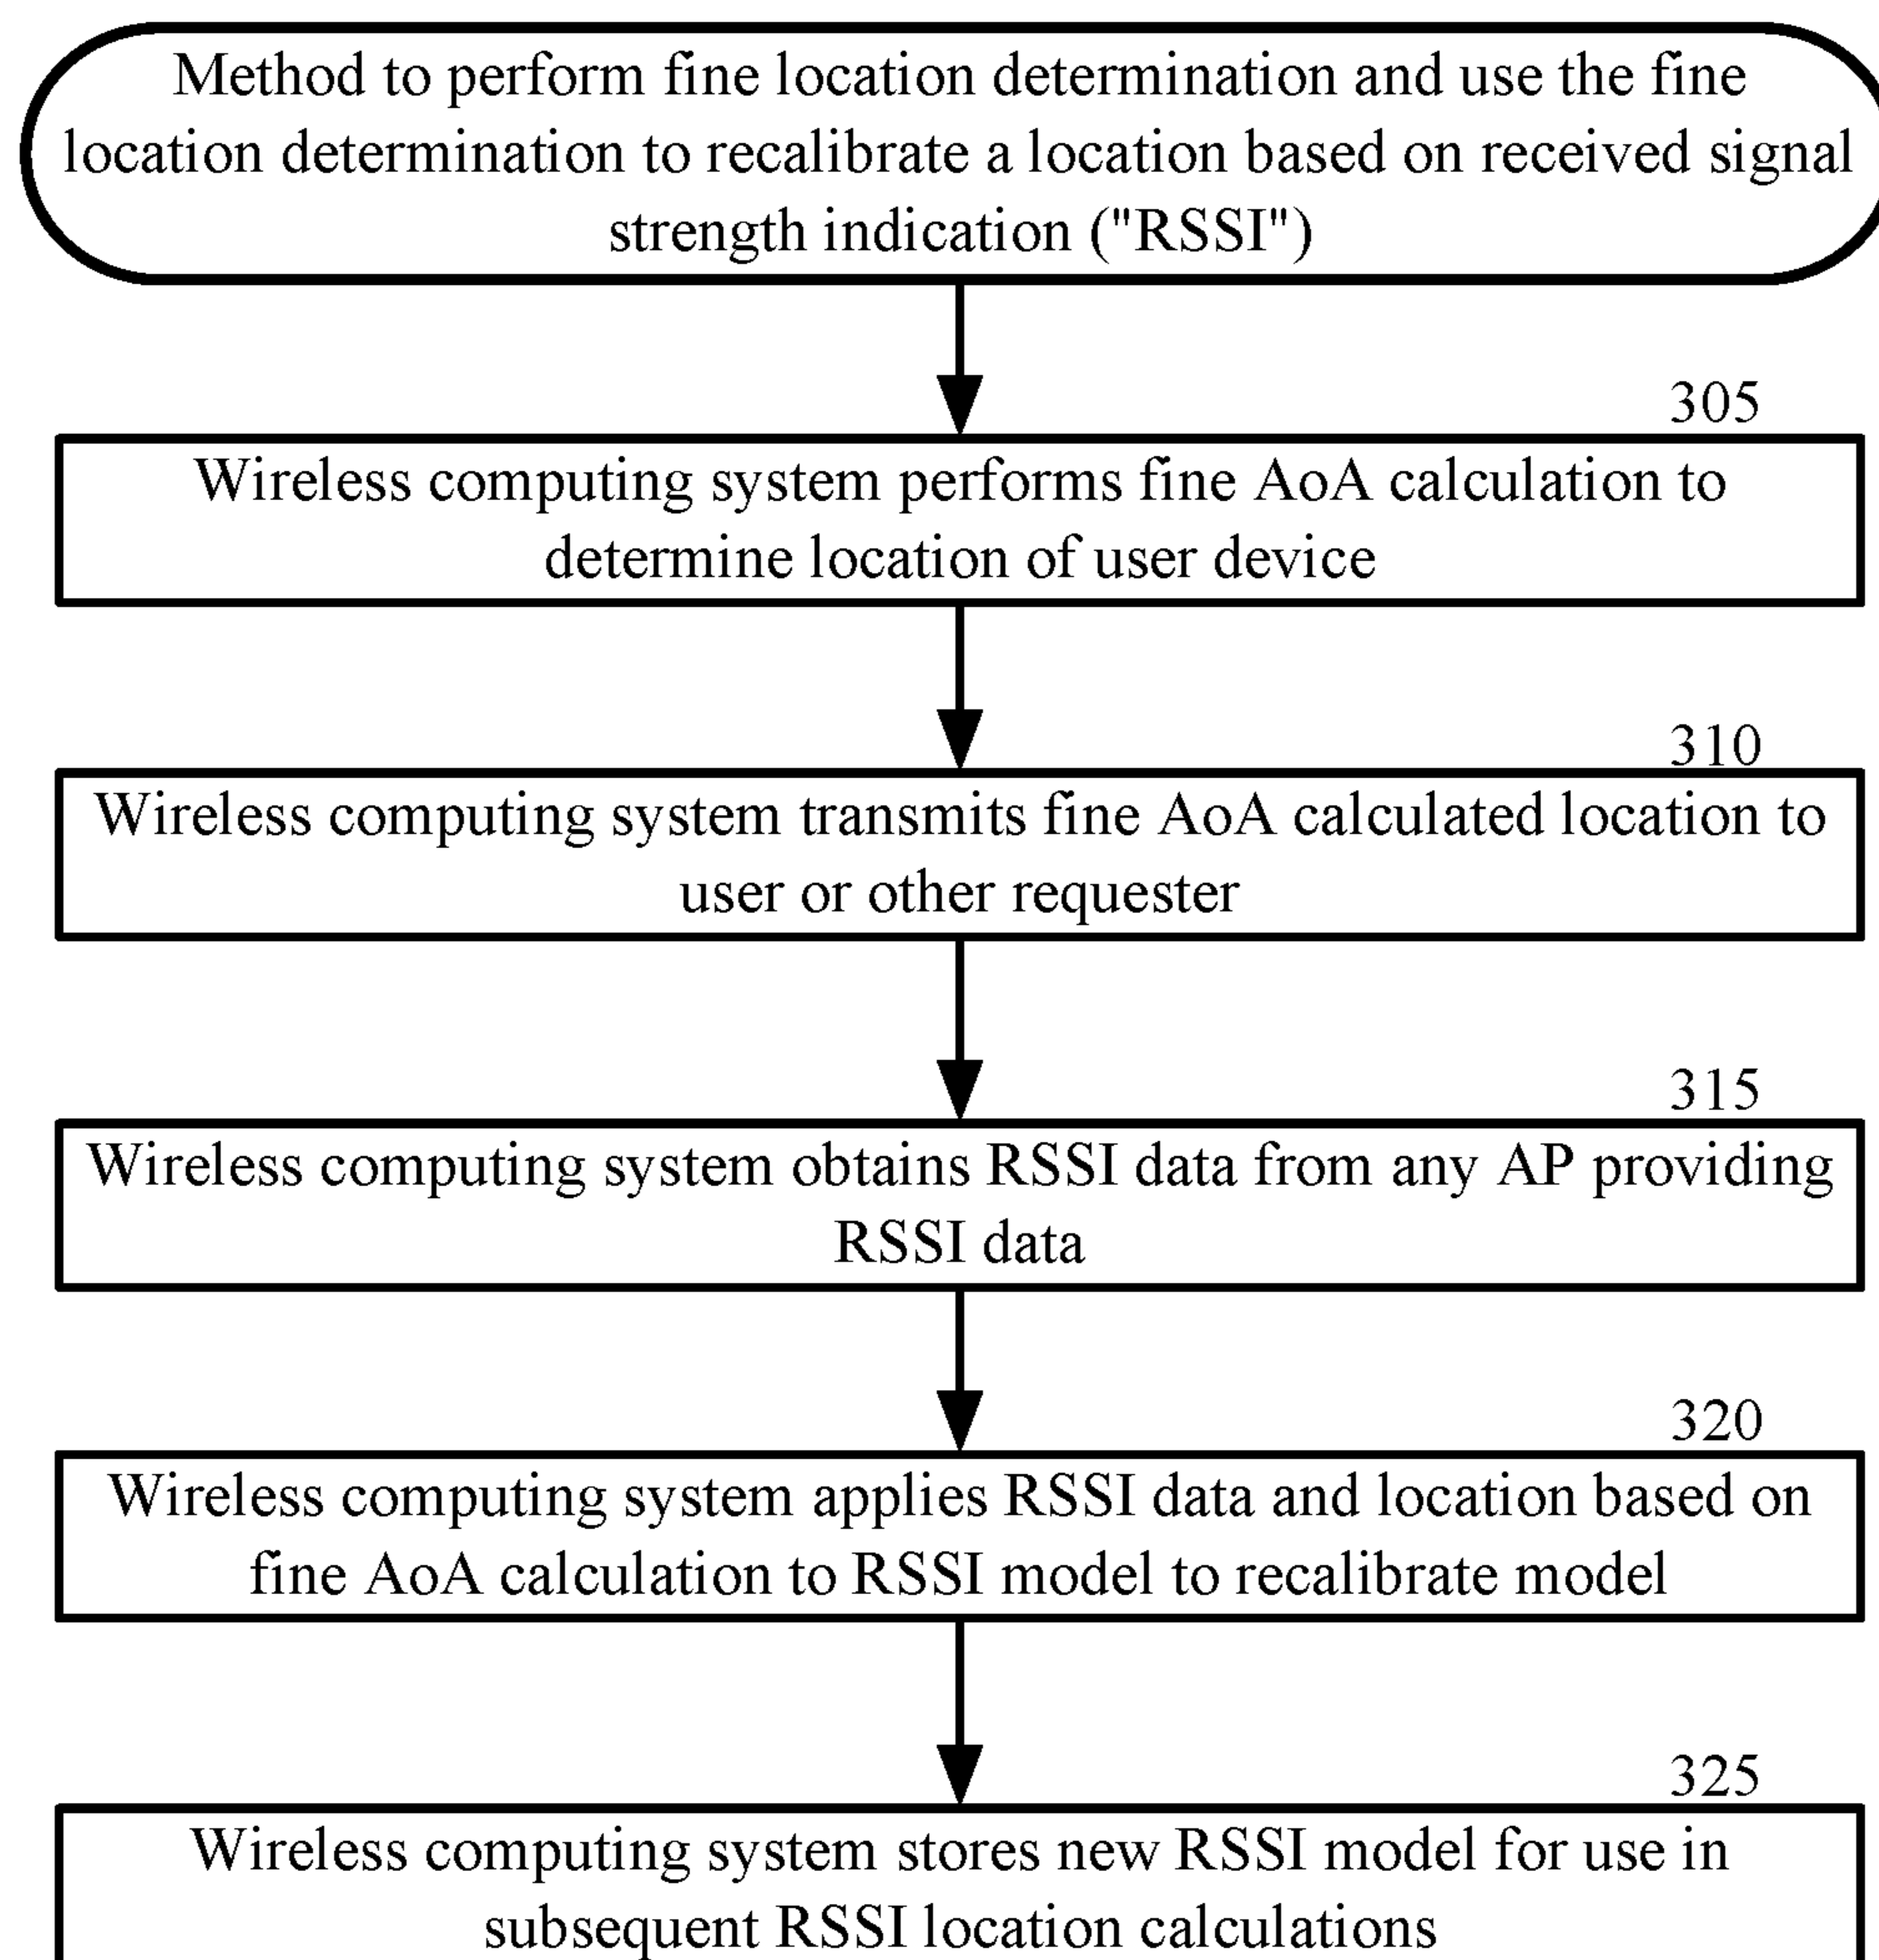 Method to perform fine location determination and use the fine
location determination to recalibrate a location based on received signal
strength indication ("RSSI")
305
Wireless computing system performs fine AoA calculation to
determine location of user device
310
Wireless computing system transmits fine AoA calculated location to
user or other requester
315
Wireless computing system obtains RSSI data from any AP providing
RSSI data
320
Wireless computing system applies RSSI data and location based on
fine AoA calculation to RSSI model to recalibrate model
325
Wireless computing system stores new RSSI model for use in
subsequent RSSI location calculations